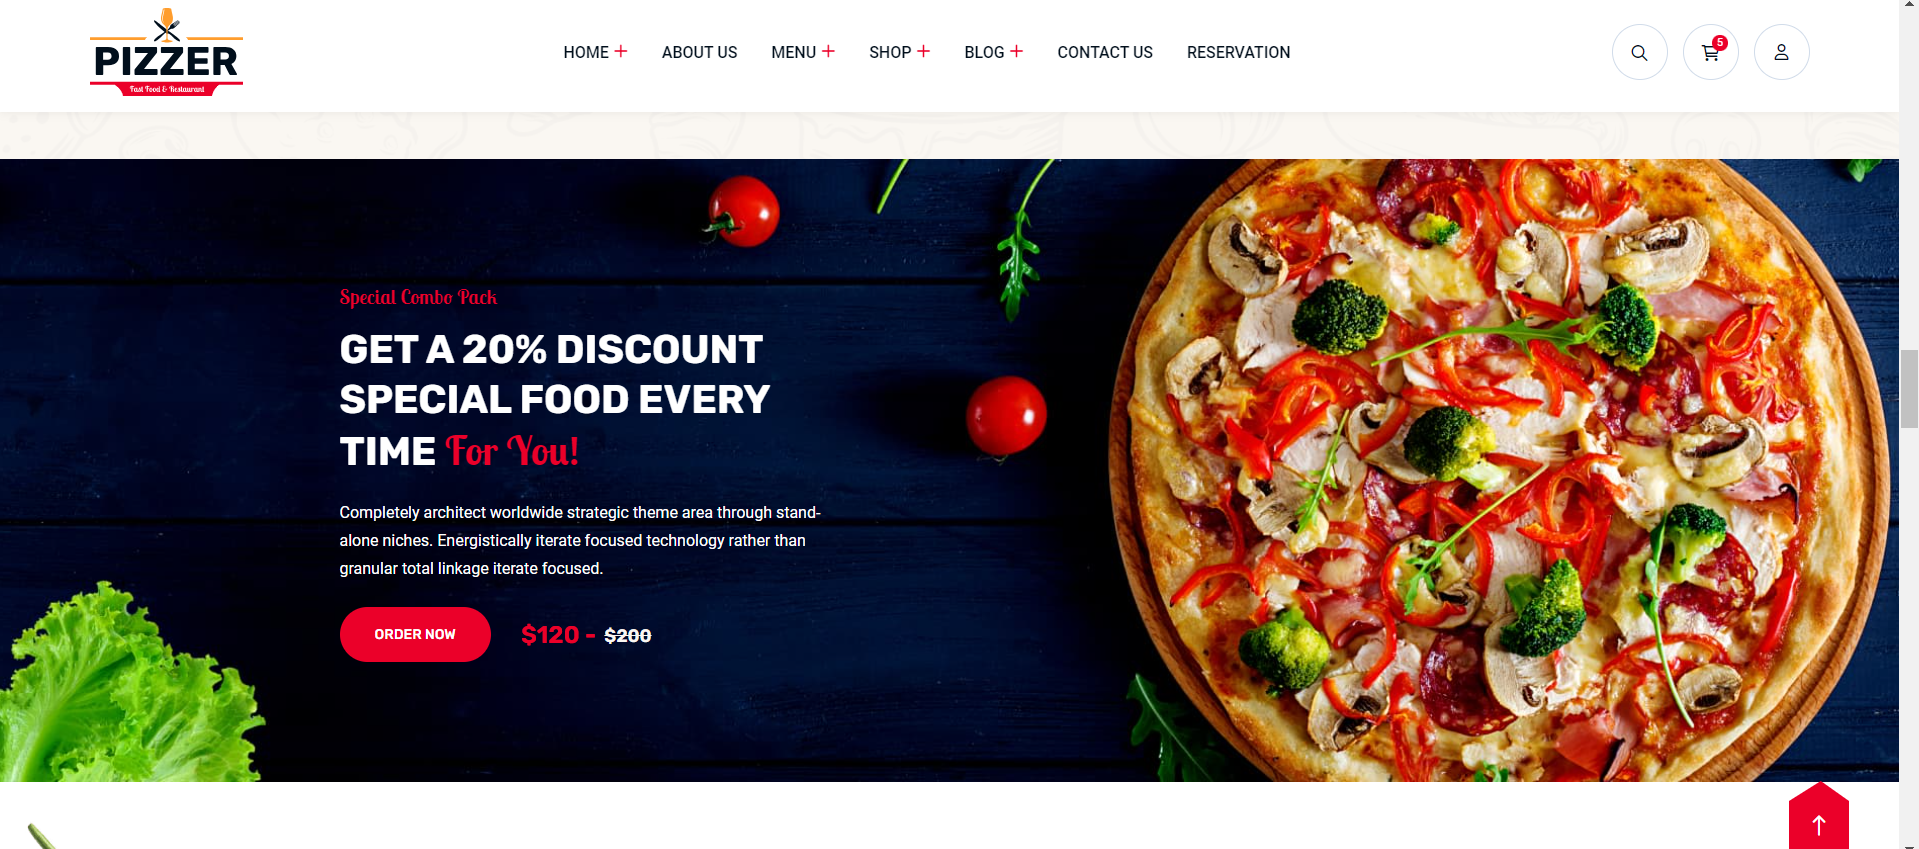 PIZZER
Fast Food & Restaurant
HOME + ABOUT US MENU + SHOP + BLOG + CONTACT US RESERVATION
5
Special Combo Pack
GET A 20% DISCOUNT
SPECIAL FOOD EVERY
TIME For You!
Completely architect worldwide strategic theme area through stand-
alone niches. Energistically iterate focused technology rather than
granular total linkage iterate focused.
ORDER NOW $120 - $200